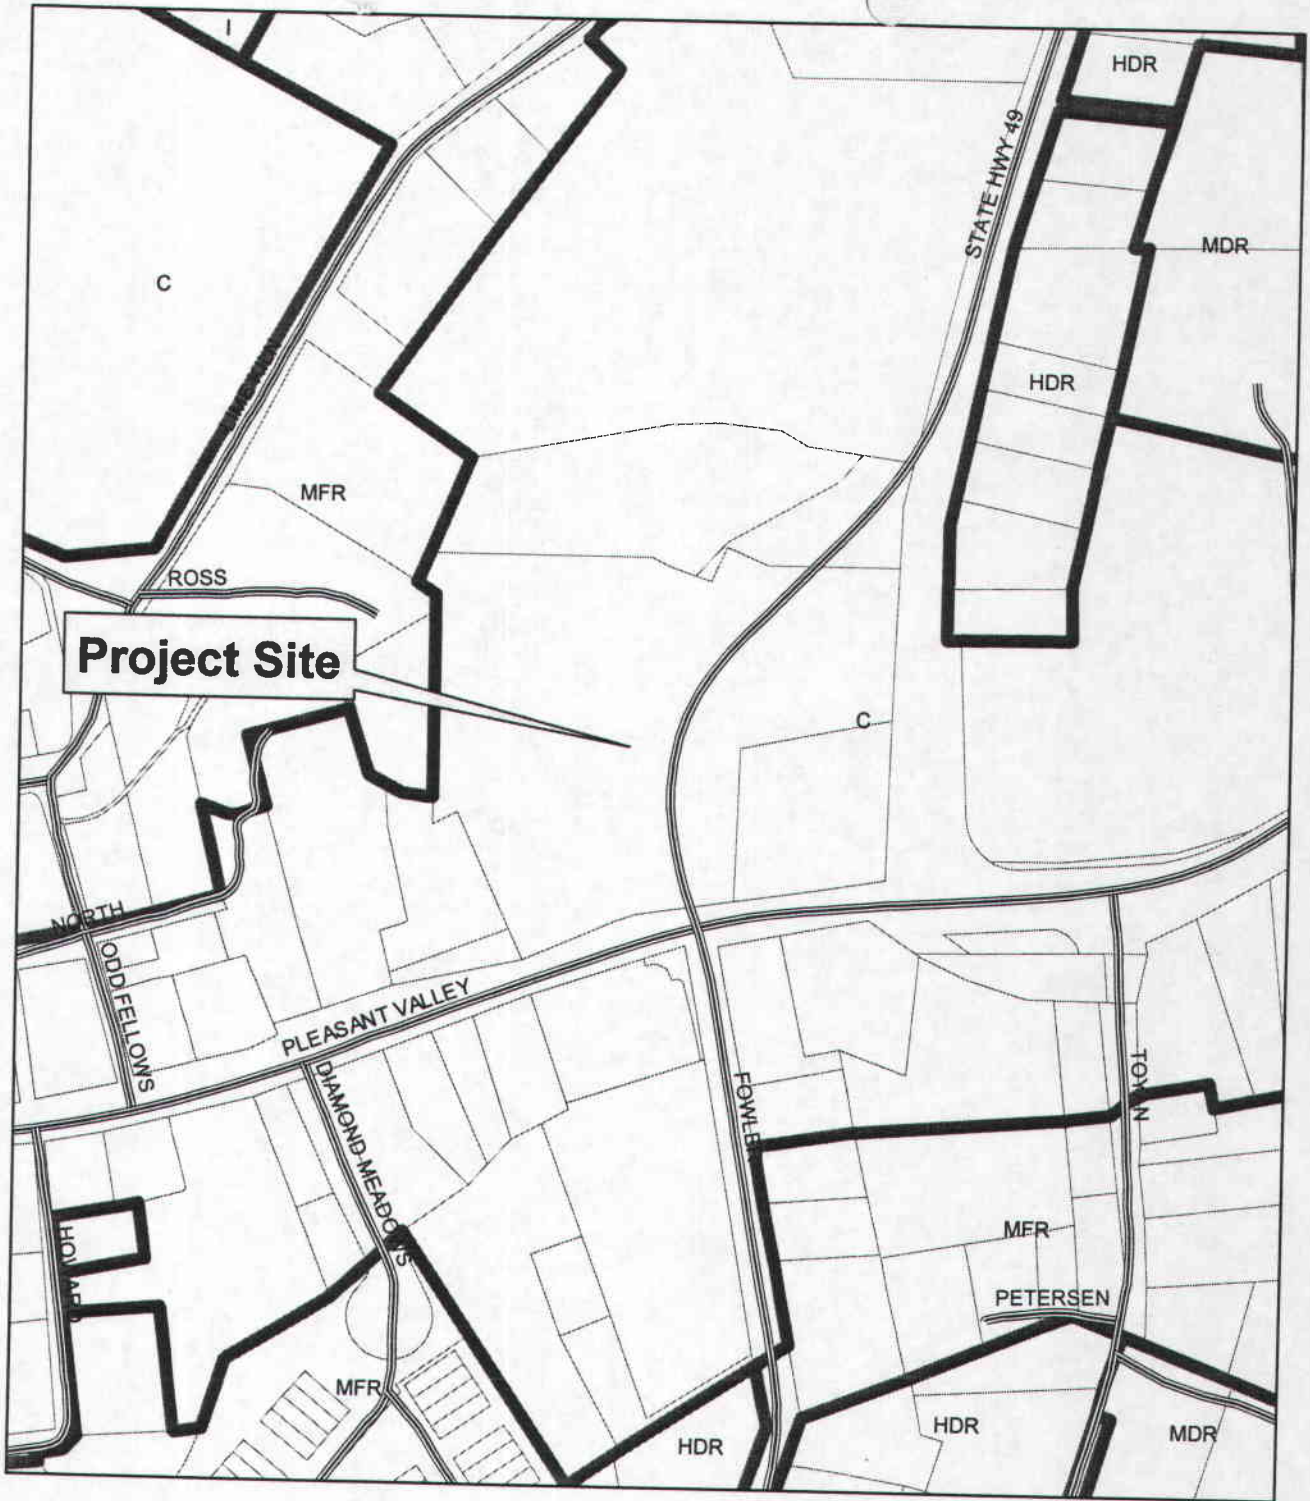 I
HDR
STATE HWY 49
MDR
C
HDR
MFR
ROSS
Project Site
C
NORTH
ODD FELLOWS
PLEASANT VALLEY
DIAMOND MEADOWS
FOWLER
HOWARD
MFR
PETERSEN
MFR
HDR
HDR
MDR